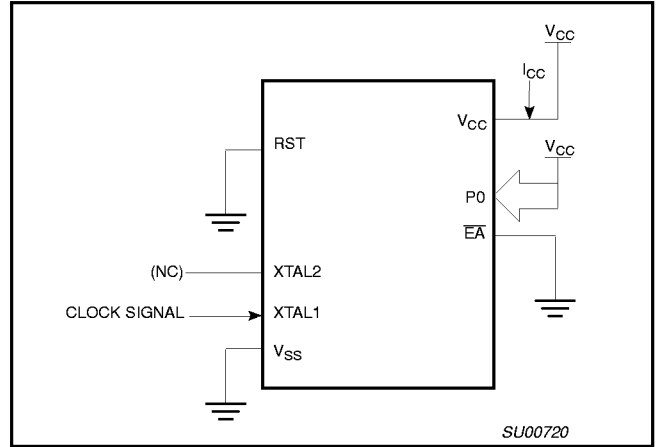 VCC
ICC
VCC
RST
VCC
P0
EA
(NC)
XTAL2
CLOCK SIGNAL
XTAL1
VSS
SU00720